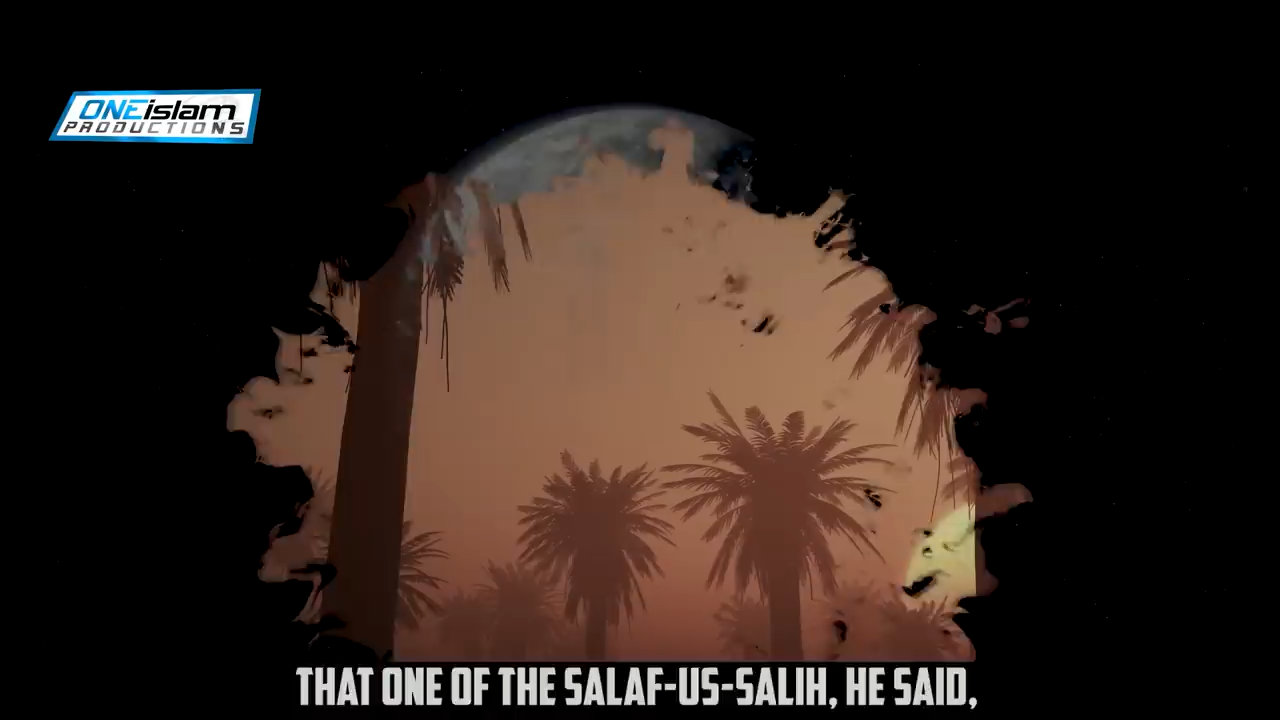 ONEislam
PRODUCTIONS
THAT ONE OF THE SALAF-US-SALIH, HE SAID,